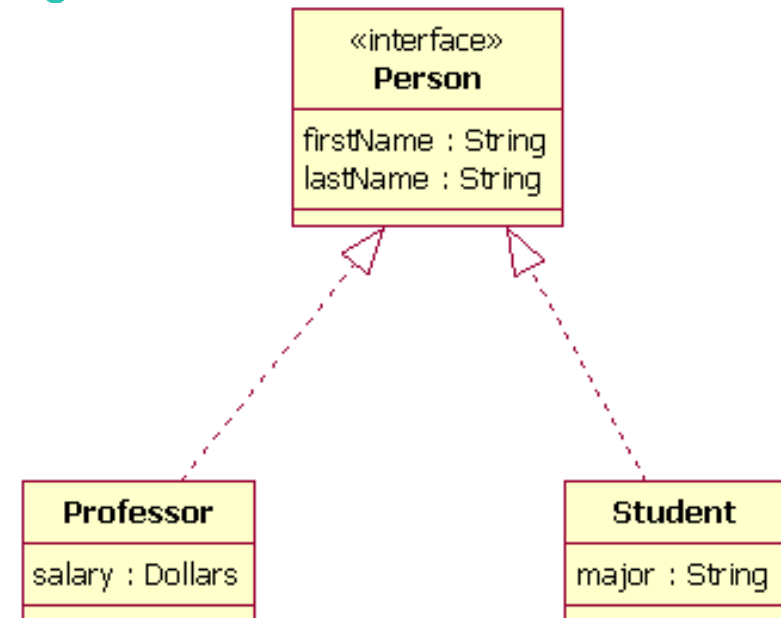 «interface»
Person
firstName : String
lastName : String
Professor
salary : Dollars
Student
major : String